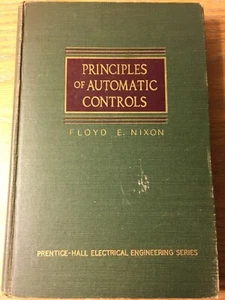 PRINCIPLES
OF AUTOMATIC
CONTROLS
FLOYD E. NIXON
PRENTICE-HALL ELECTRICAL ENGINEERING SERIES